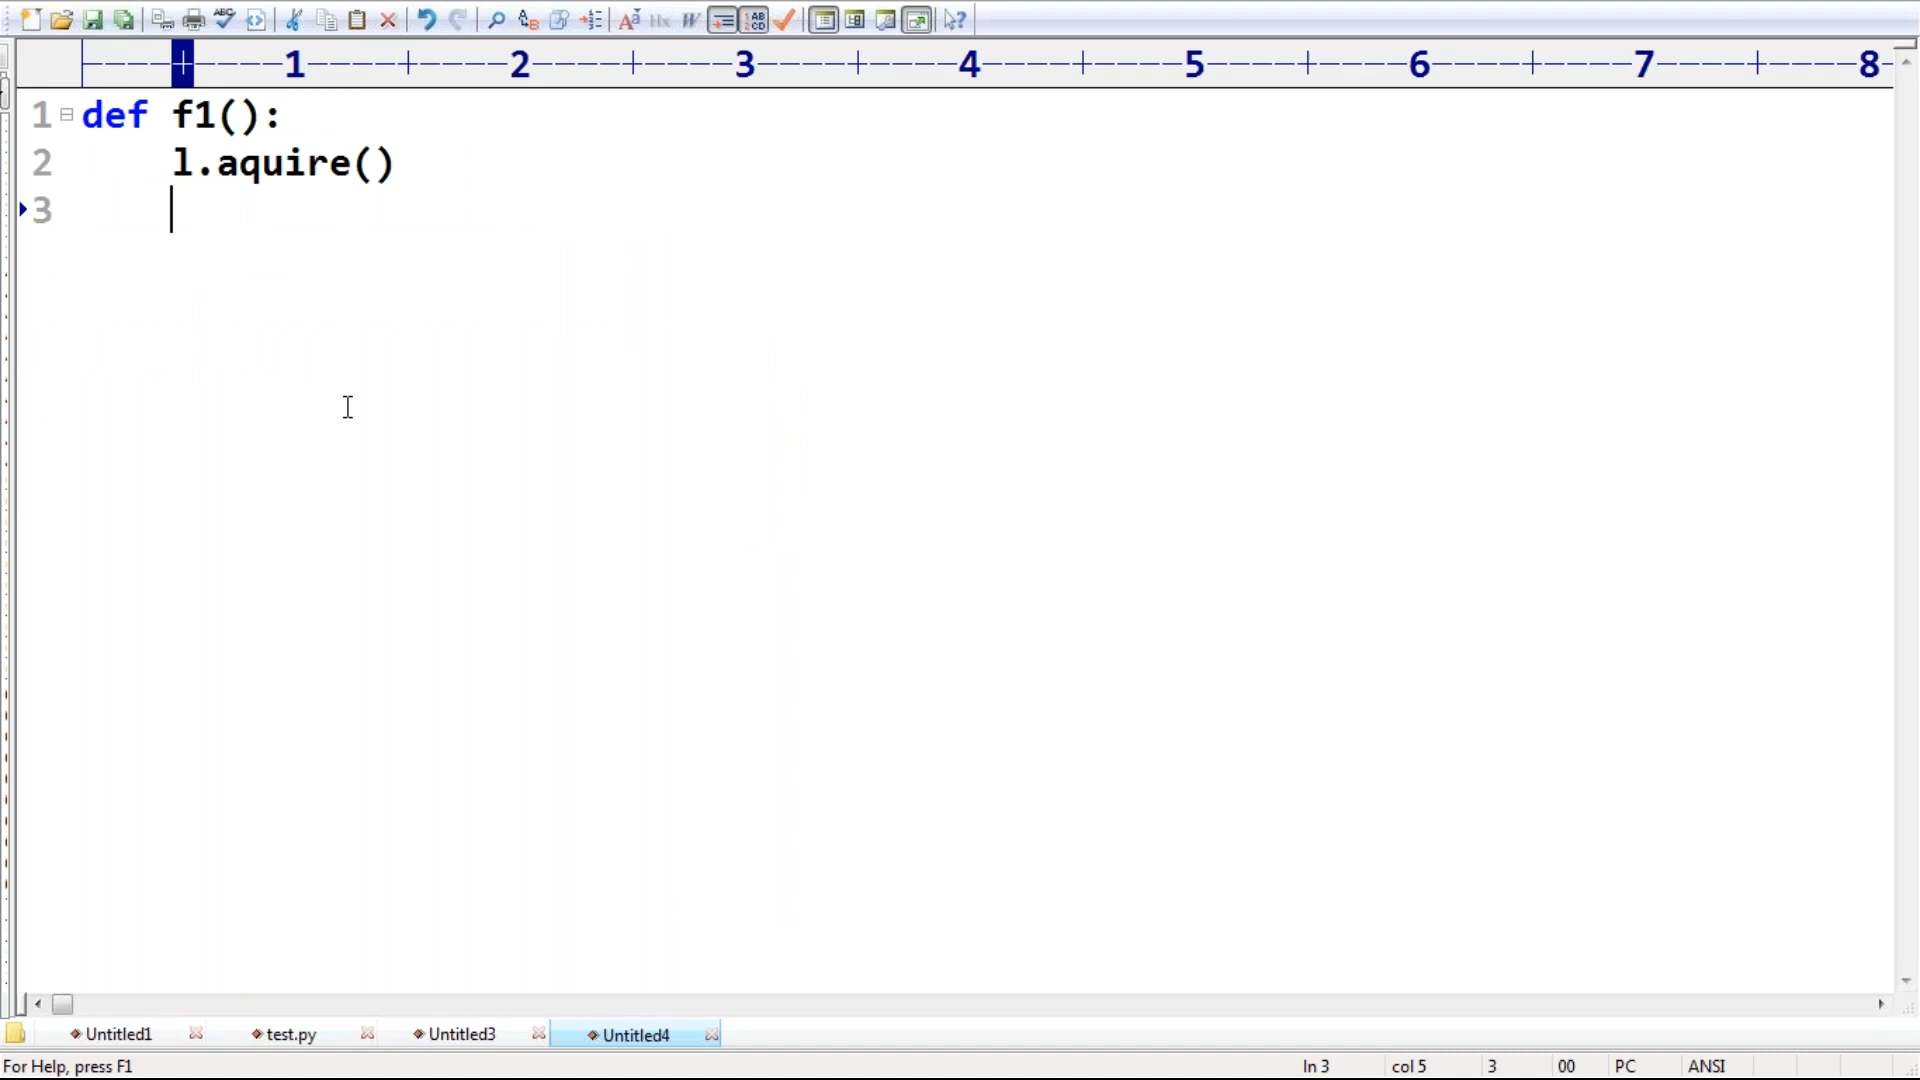 ----+----1----+----2----+----3----+----4----+----5----+----6----+----7----+----8-
1 def f1():
2     l.aquire()
3
Untitled1 test.py Untitled3 Untitled4
For Help, press F1 ln 3 col 5 3 00 PC ANSI